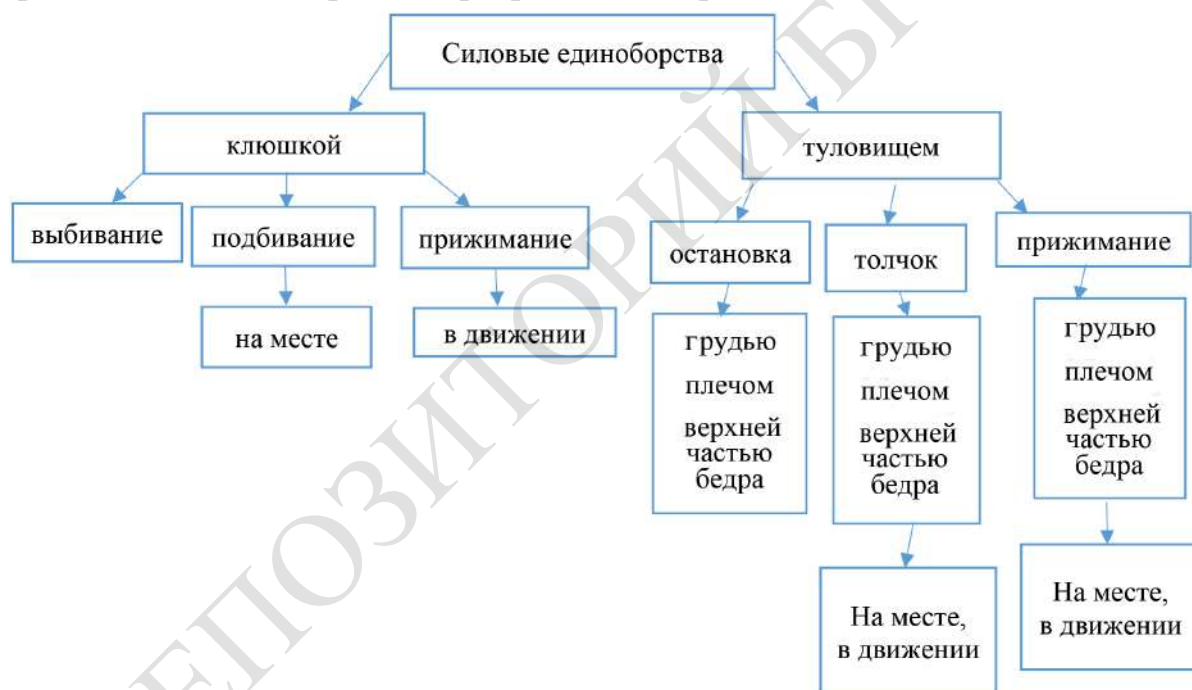 Силовые единоборства
клюшкой
туловищем
выбивание
подбивание
прижимание
остановка
толчок
прижимание
на месте
в движении
грудью
плечом
верхней
частью
бедра
грудью
плечом
верхней
частью
бедра
грудью
плечом
верхней
частью
бедра
На месте,
в движении
На месте,
в движении